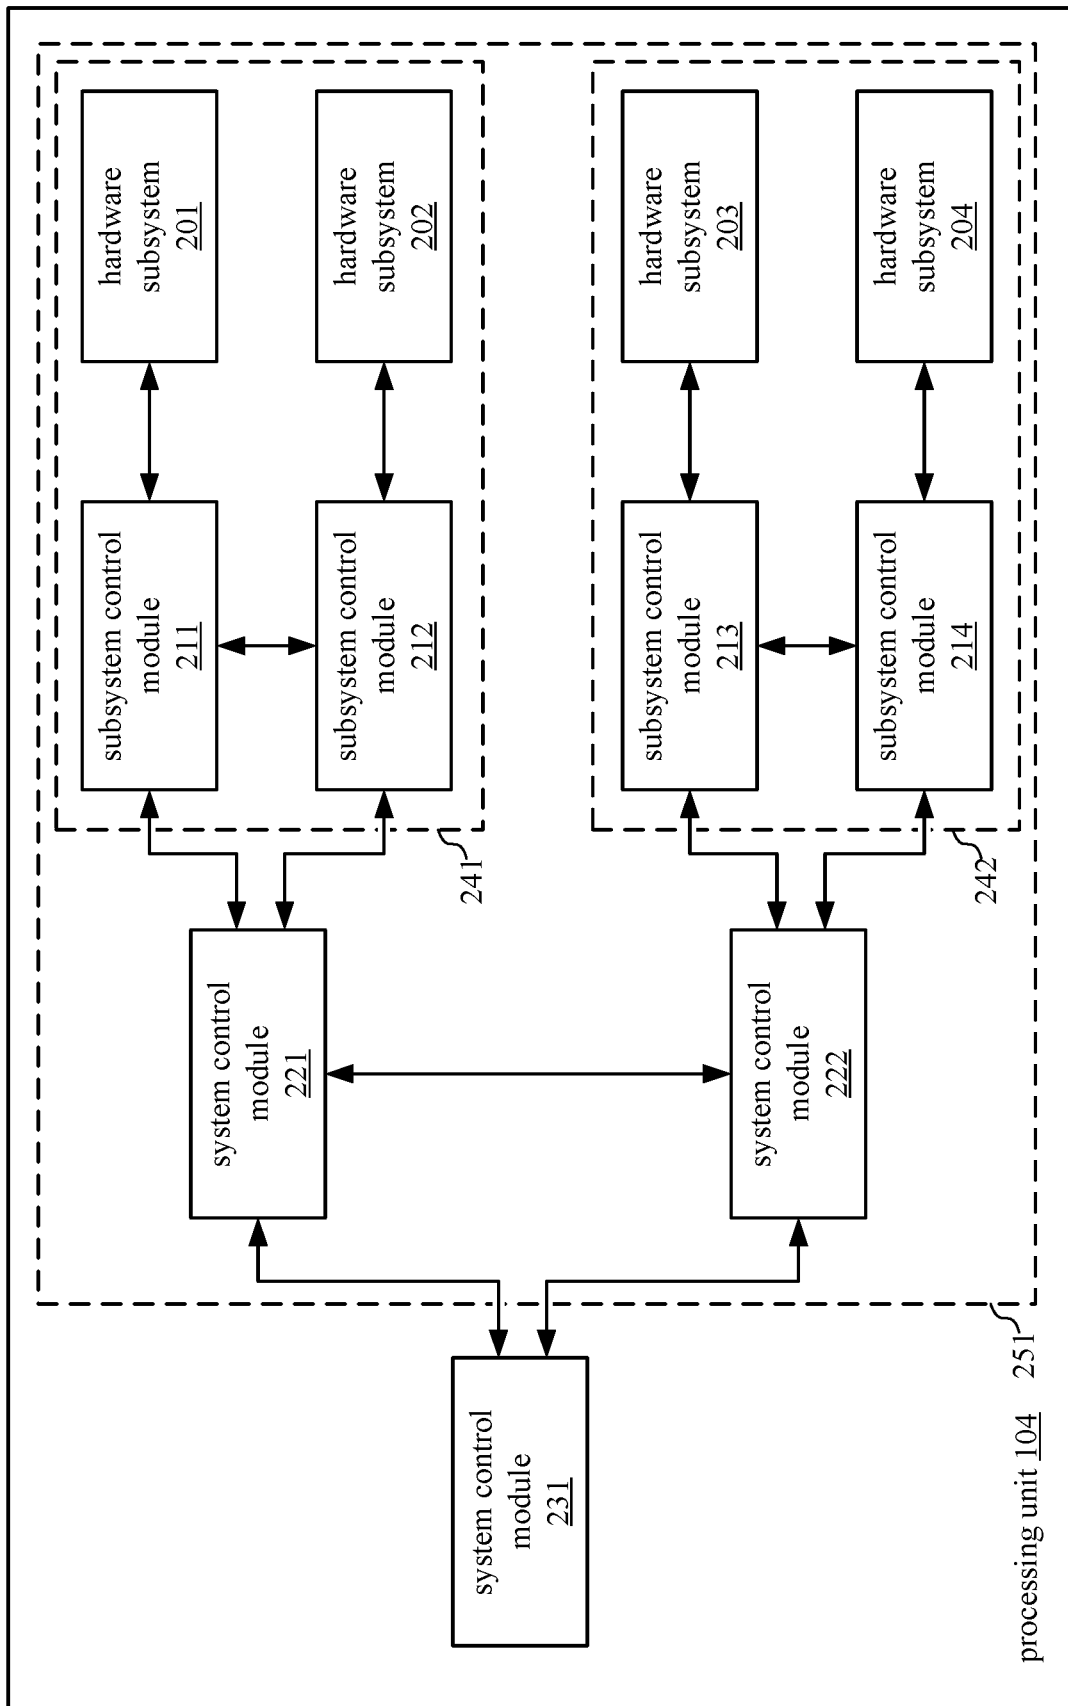 system control
module
231
system control
module
221
system control
module
222
subsystem control
module
211
subsystem control
module
212
subsystem control
module
213
subsystem control
module
214
hardware
subsystem
201
hardware
subsystem
202
hardware
subsystem
203
hardware
subsystem
204
241
242
251
processing unit 104